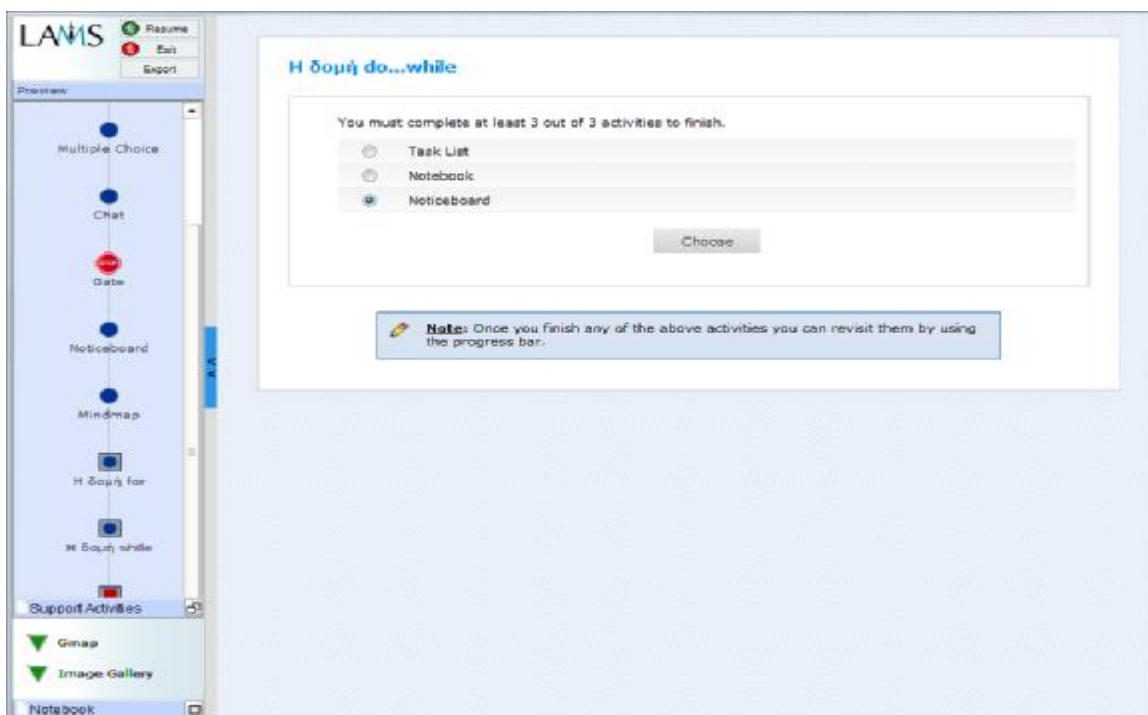 LAMS
Resume
Exit
Export
Preview
Multiple Choice
Chat
STOP
Gate
Noticeboard
Mindmap
Η δομή for
Η δομή while
Support Activities
Gmap
Image Gallery
Notebook
Η δομή do...while
You must complete at least 3 out of 3 activities to finish.
Task List
Notebook
Noticeboard
Choose
Note: Once you finish any of the above activities you can revisit them by using
the progress bar.